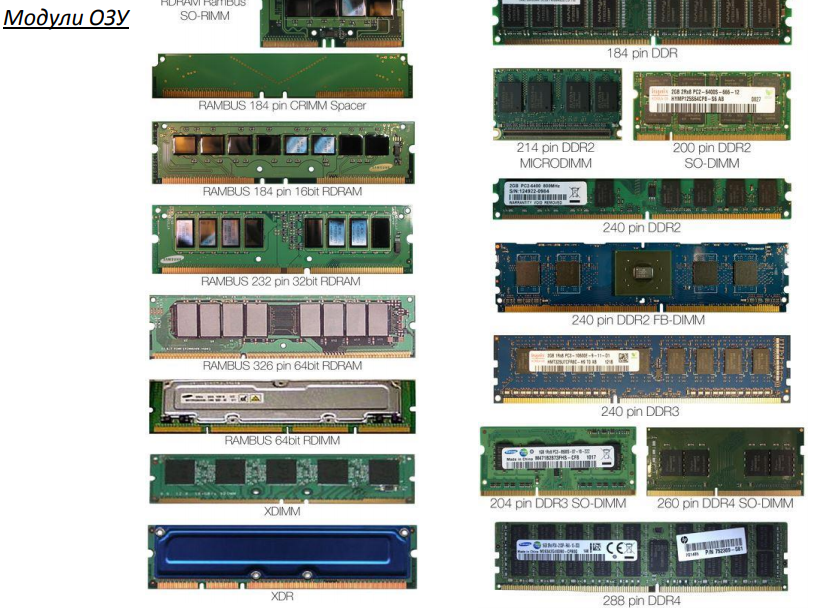 Модули ОЗУ
RDRAM RamBus
SO-RIMM
RAMBUS 184 pin CRIMM Spacer
RAMBUS 184 pin 16bit RDRAM
SAMSUNG
RAMBUS 232 pin 32bit RDRAM
RAMBUS 326 pin 64bit RDRAM
RAMBUS 64bit RDIMM
XDIMM
XDR
184 pin DDR
214 pin DDR2
MICRODIMM
200 pin DDR2
SO-DIMM
240 pin DDR2
240 pin DDR2 FB-DIMM
240 pin DDR3
204 pin DDR3 SO-DIMM
260 pin DDR4 SO-DIMM
288 pin DDR4